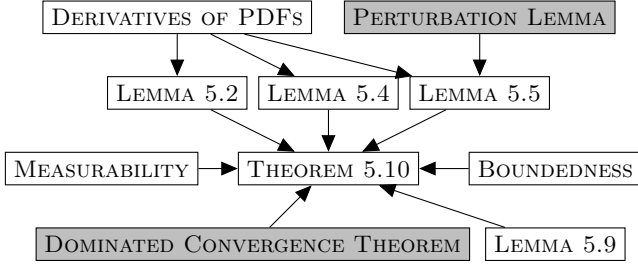 DERIVATIVES OF PDFS
PERTURBATION LEMMA
LEMMA 5.2
LEMMA 5.4
LEMMA 5.5
MEASURABILITY
THEOREM 5.10
BOUNDEDNESS
DOMINATED CONVERGENCE THEOREM
LEMMA 5.9